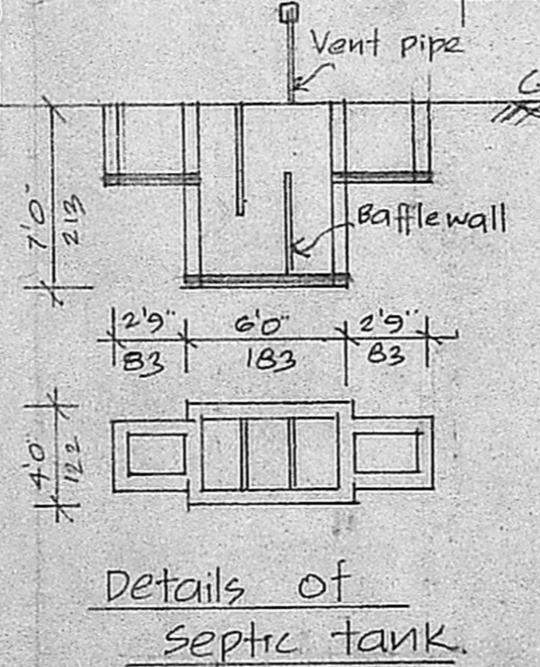 Vent pipe
G
7'0"
213
Bafflewall
2'9" 6'0" 2'9"
83 183 83
4'0"
122
Details of
Septic tank.